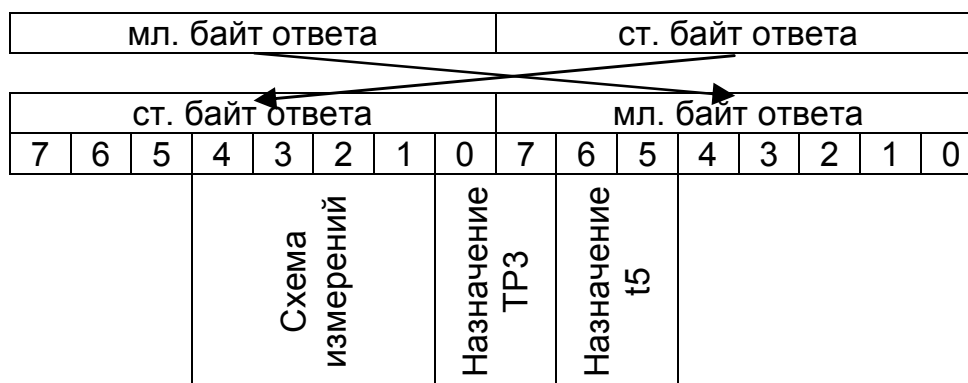 мл. байт ответа ст. байт ответа
ст. байт ответа мл. байт ответа
7 6 5 4 3 2 1 0 7 6 5 4 3 2 1 0
Схема
измерений
Назначение
ТР3
Назначение
t5